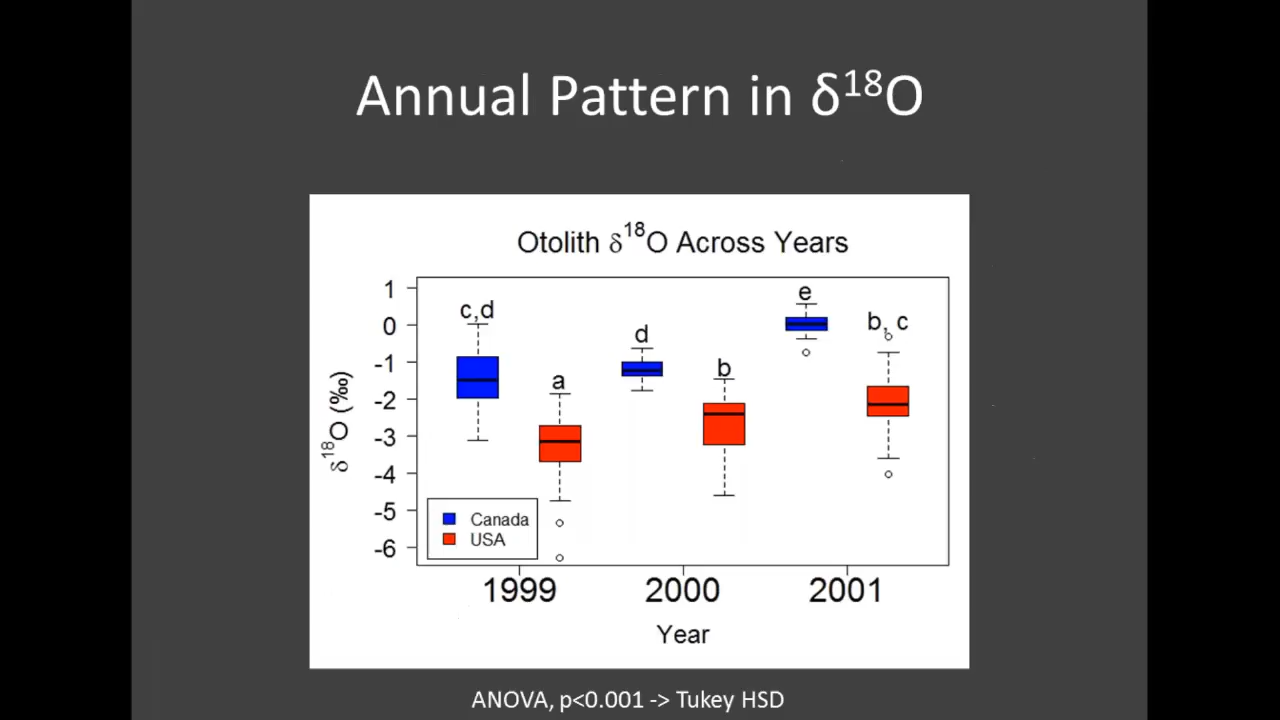 Annual Pattern in δ¹⁸O
Otolith δ¹⁸O Across Years
δ¹⁸O (‰)
1
0
-1
-2
-3
-4
-5
-6
c,d
a
d
b
e
b, c
Canada
USA
1999 2000 2001
Year
ANOVA, p<0.001 -> Tukey HSD